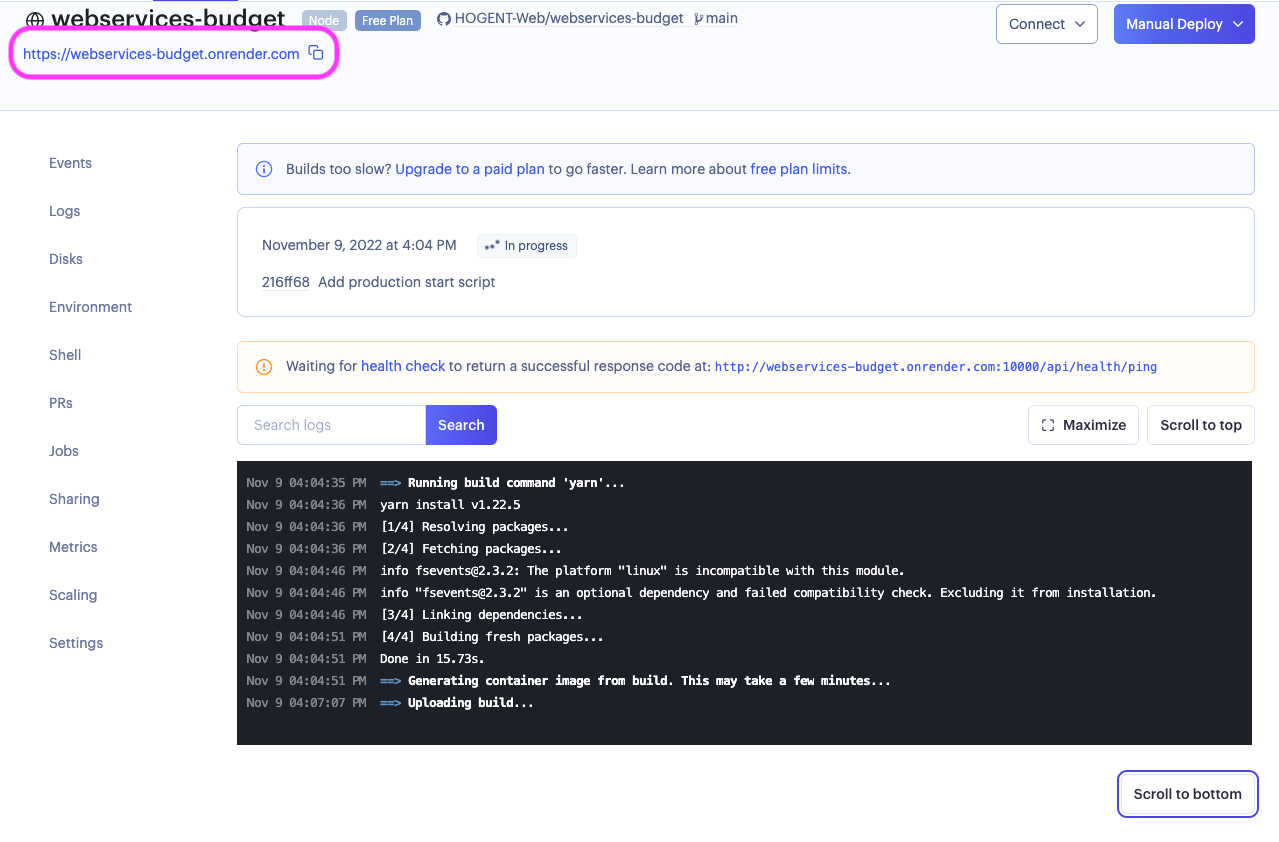 webservices-budget Node Free Plan HOGENT-Web/webservices-budget main Connect Manual Deploy
https://webservices-budget.onrender.com
Events
Logs
Disks
Environment
Shell
PRs
Jobs
Sharing
Metrics
Scaling
Settings
Builds too slow? Upgrade to a paid plan to go faster. Learn more about free plan limits.
November 9, 2022 at 4:04 PM In progress
216ff68 Add production start script
Waiting for health check to return a successful response code at: http://webservices-budget.onrender.com:10000/api/health/ping
Search logs Search Maximize Scroll to top
Nov 9 04:04:35 PM ==> Running build command 'yarn'...
Nov 9 04:04:36 PM yarn install v1.22.5
Nov 9 04:04:36 PM [1/4] Resolving packages...
Nov 9 04:04:36 PM [2/4] Fetching packages...
Nov 9 04:04:46 PM info fsevents@2.3.2: The platform "linux" is incompatible with this module.
Nov 9 04:04:46 PM info "fsevents@2.3.2" is an optional dependency and failed compatibility check. Excluding it from installation.
Nov 9 04:04:46 PM [3/4] Linking dependencies...
Nov 9 04:04:51 PM [4/4] Building fresh packages...
Nov 9 04:04:51 PM Done in 15.73s.
Nov 9 04:04:51 PM ==> Generating container image from build. This may take a few minutes...
Nov 9 04:07:07 PM ==> Uploading build...
Scroll to bottom